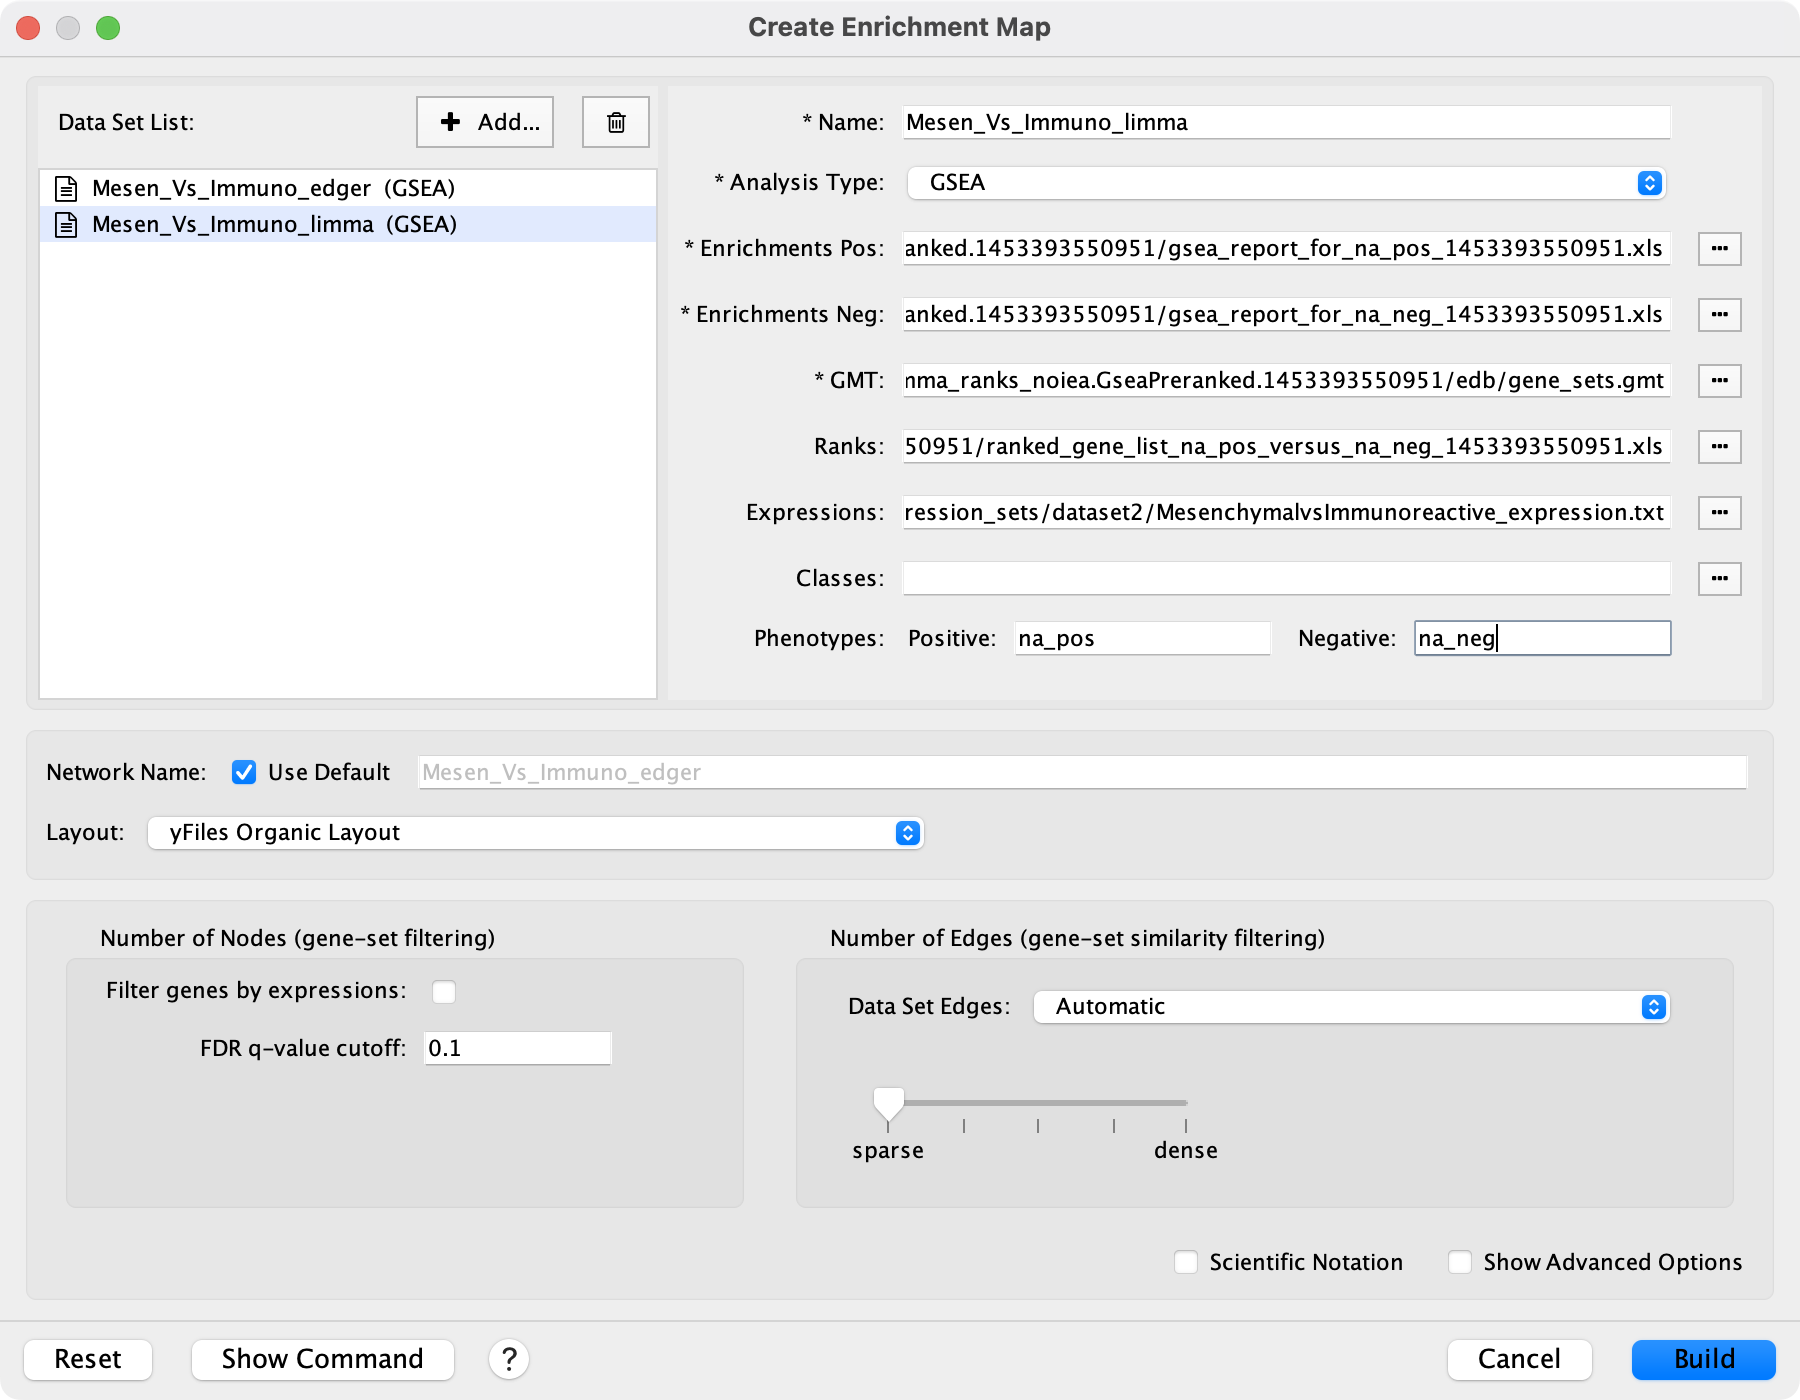 Create Enrichment Map
Data Set List:
Add...
Mesen_Vs_Immuno_edger (GSEA)
Mesen_Vs_Immuno_limma (GSEA)
* Name: Mesen_Vs_Immuno_limma
* Analysis Type: GSEA
* Enrichments Pos: anked.1453393550951/gsea_report_for_na_pos_1453393550951.xls ...
* Enrichments Neg: anked.1453393550951/gsea_report_for_na_neg_1453393550951.xls ...
* GMT: mma_ranks_noiea.GseaPreranked.1453393550951/edb/gene_sets.gmt ...
Ranks: 50951/ranked_gene_list_na_pos_versus_na_neg_1453393550951.xls ...
Expressions: ression_sets/dataset2/MesenchymalvsImmunoreactive_expression.txt ...
Classes: ...
Phenotypes: Positive: na_pos Negative: na_neg
Network Name: Use Default Mesen_Vs_Immuno_edger
Layout: yFiles Organic Layout
Number of Nodes (gene-set filtering)
Filter genes by expressions:
FDR q-value cutoff: 0.1
Number of Edges (gene-set similarity filtering)
Data Set Edges: Automatic
sparse dense
Scientific Notation Show Advanced Options
Reset Show Command ? Cancel Build